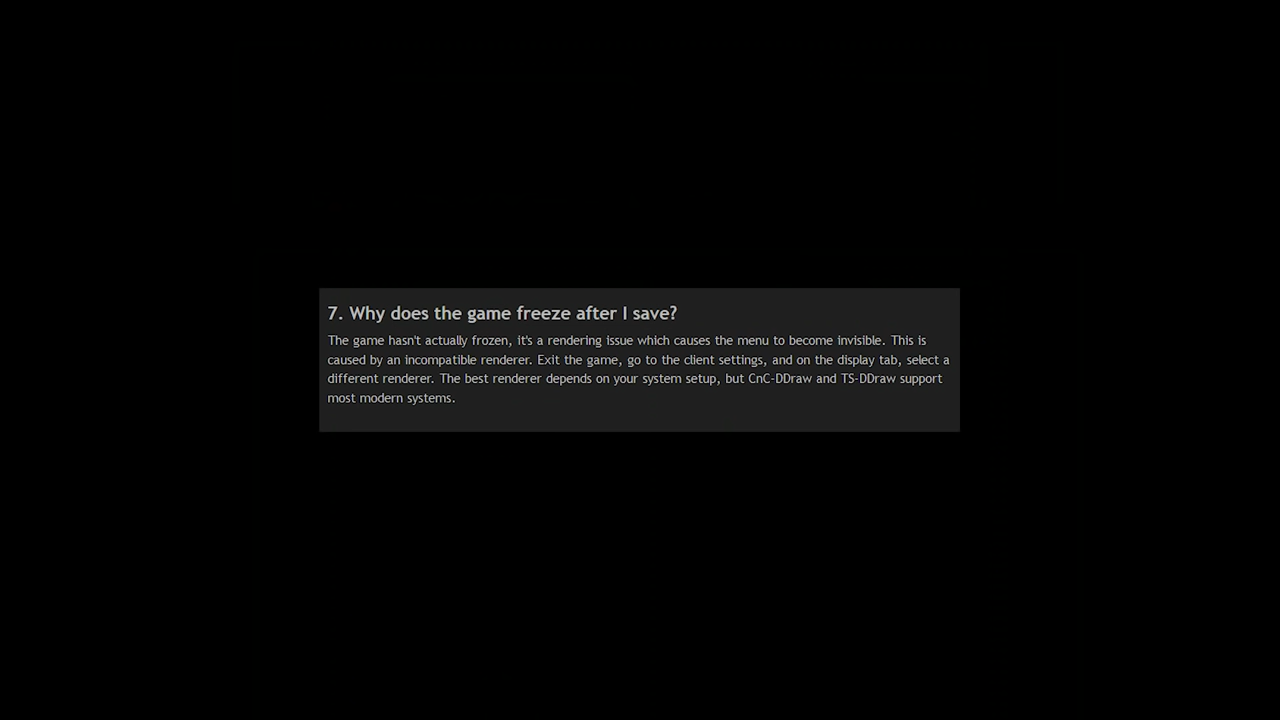 7. Why does the game freeze after I save?
The game hasn't actually frozen, it's a rendering issue which causes the menu to become invisible. This is
caused by an incompatible renderer. Exit the game, go to the client settings, and on the display tab, select a
different renderer. The best renderer depends on your system setup, but CnC-DDraw and TS-DDraw support
most modern systems.